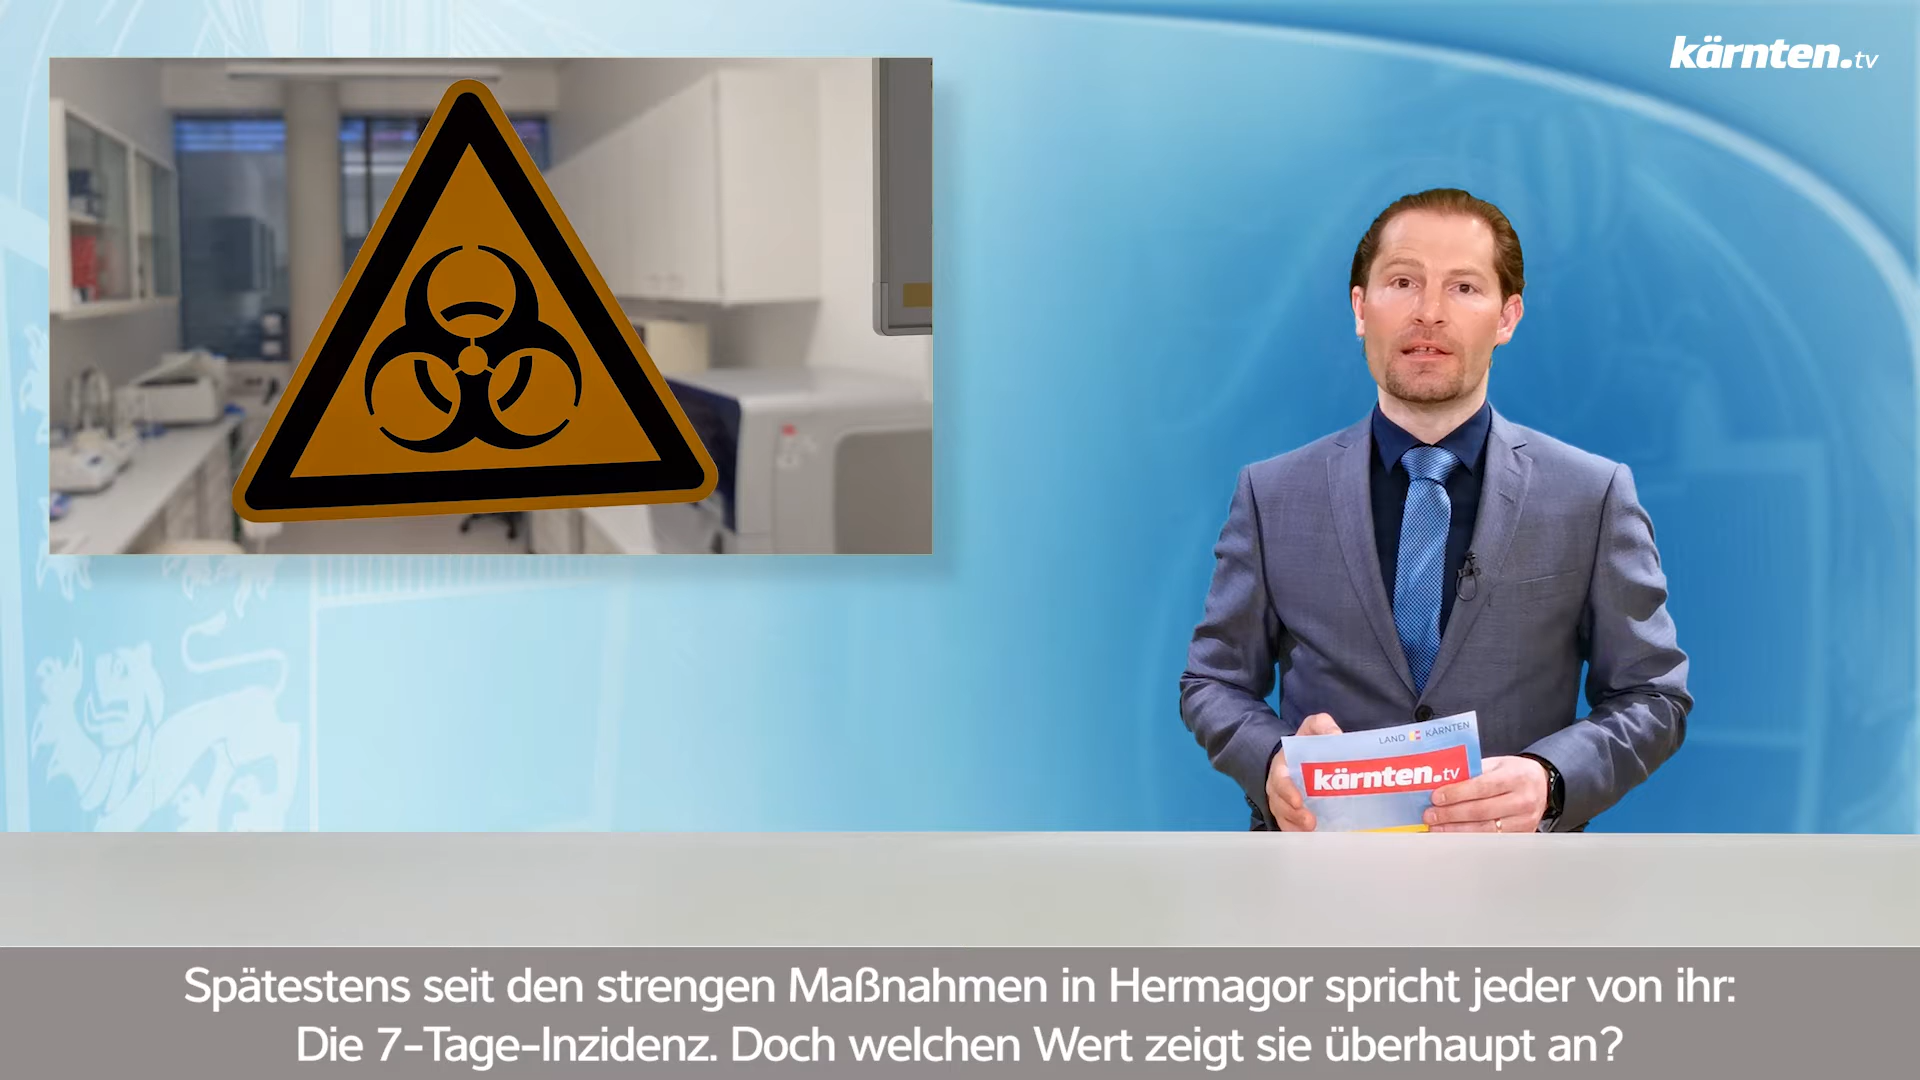 kärnten.tv
LAND KÄRNTEN
kärnten.tv
Spätestens seit den strengen Maßnahmen in Hermagor spricht jeder von ihr:
Die 7-Tage-Inzidenz. Doch welchen Wert zeigt sie überhaupt an?